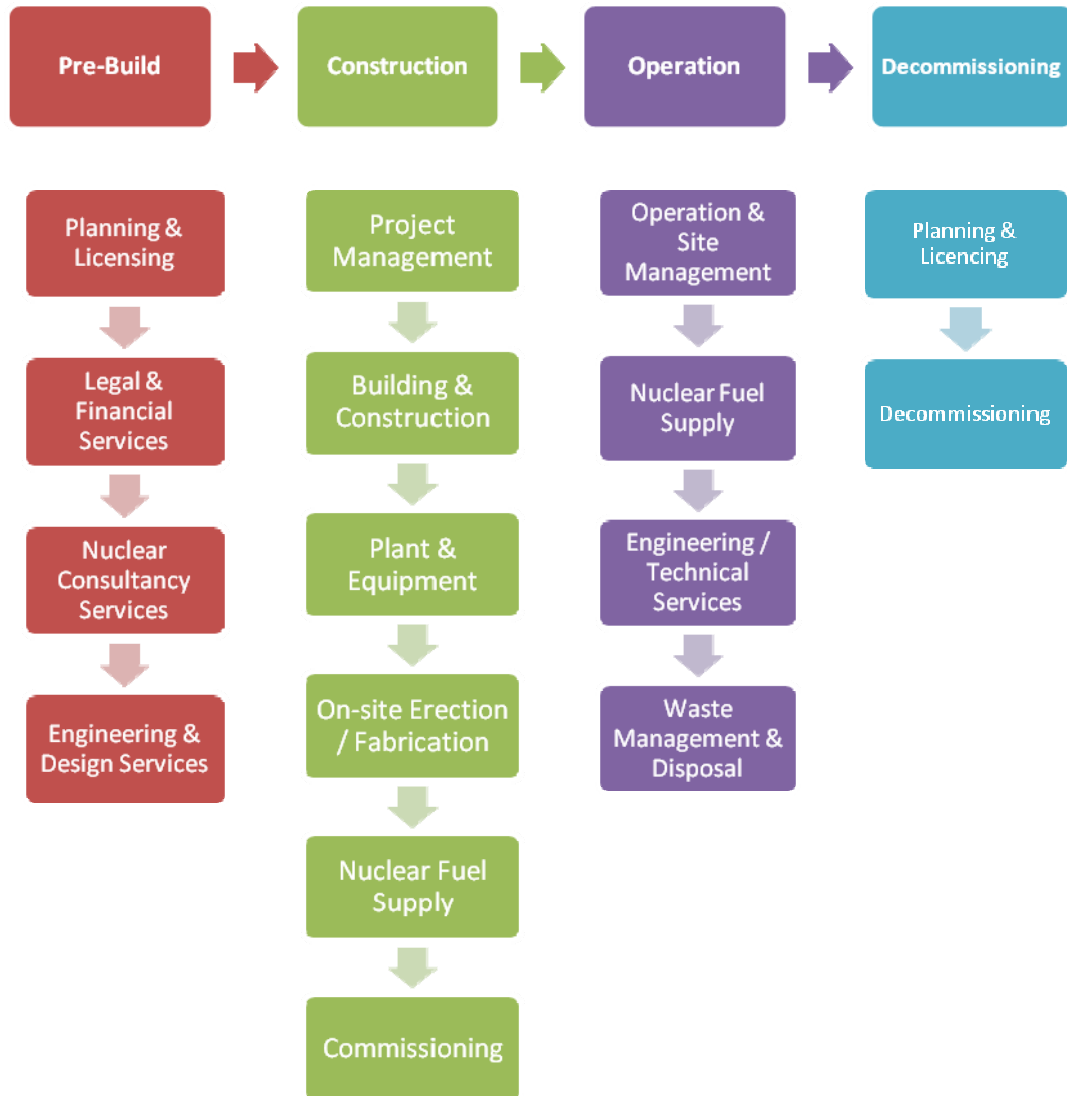 Pre-Build
Construction
Operation
Decommissioning
Planning &
Licensing
Legal &
Financial
Services
Nuclear
Consultancy
Services
Engineering &
Design Services
Project
Management
Building &
Construction
Plant &
Equipment
On-site Erection
/ Fabrication
Nuclear Fuel
Supply
Commissioning
Operation &
Site
Management
Nuclear Fuel
Supply
Engineering /
Technical
Services
Waste
Management &
Disposal
Planning &
Licencing
Decommissioning